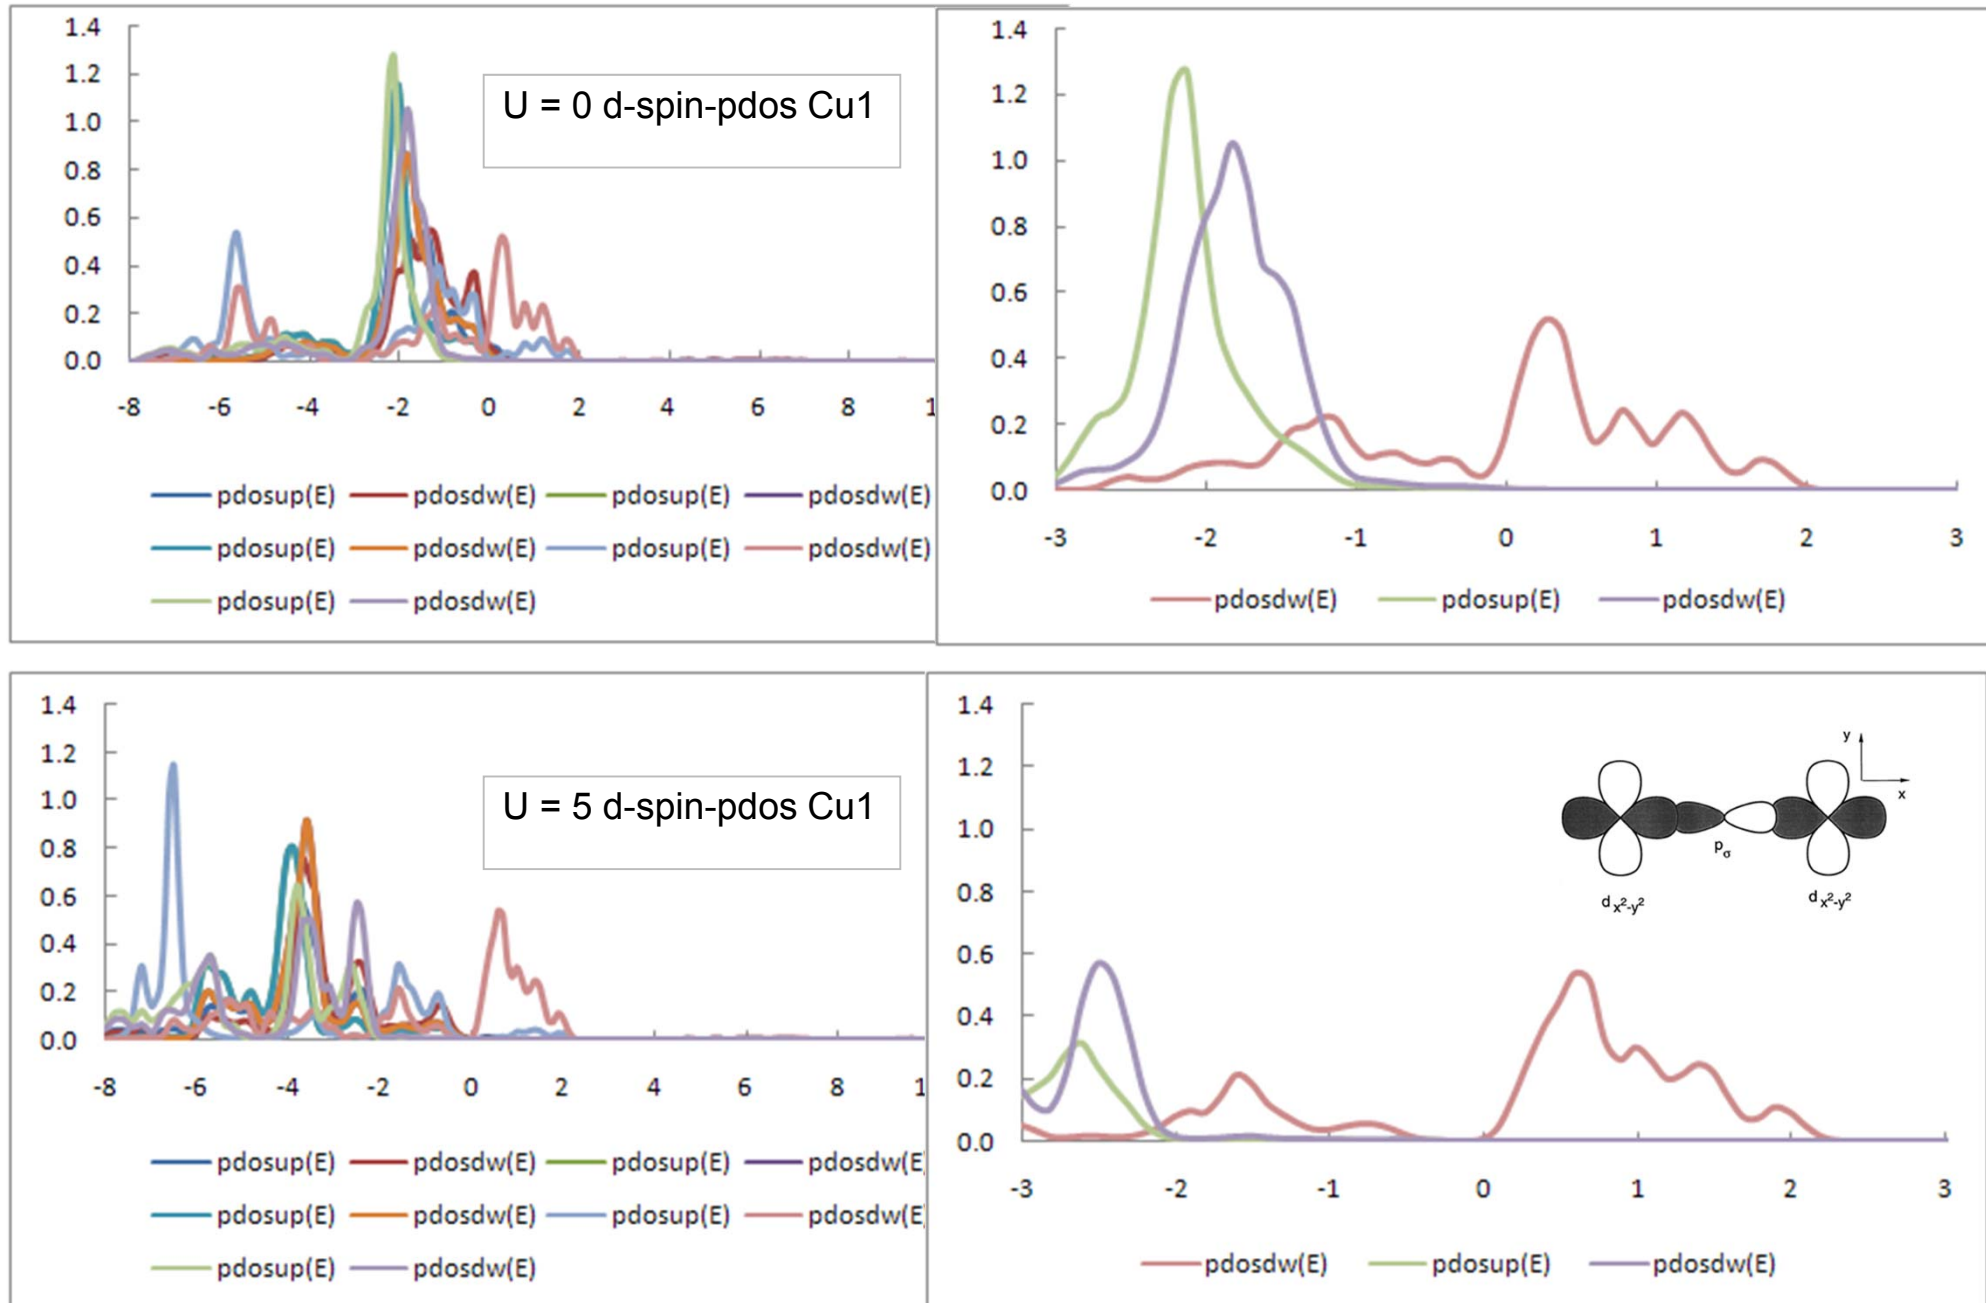 1.4
1.2
1.0
0.8
0.6
0.4
0.2
0.0
-8 -6 -4 -2 0 2 4 6 8 1
U = 0 d-spin-pdos Cu1
pdosup(E) pdosdw(E) pdosup(E) pdosdw(E)
pdosup(E) pdosdw(E) pdosup(E) pdosdw(E)
pdosup(E) pdosdw(E)
1.4
1.2
1.0
0.8
0.6
0.4
0.2
0.0
-3 -2 -1 0 1 2 3
pdosdw(E) pdosup(E) pdosdw(E)
1.4
1.2
1.0
0.8
0.6
0.4
0.2
0.0
-8 -6 -4 -2 0 2 4 6 8 1
U = 5 d-spin-pdos Cu1
pdosup(E) pdosdw(E) pdosup(E) pdosdw(E
pdosup(E) pdosdw(E) pdosup(E) pdosdw(E
pdosup(E) pdosdw(E)
1.4
1.2
1.0
0.8
0.6
0.4
0.2
0.0
-3 -2 -1 0 1 2 3
y
x
pσ
d x²-y² d x²-y²
pdosdw(E) pdosup(E) pdosdw(E)